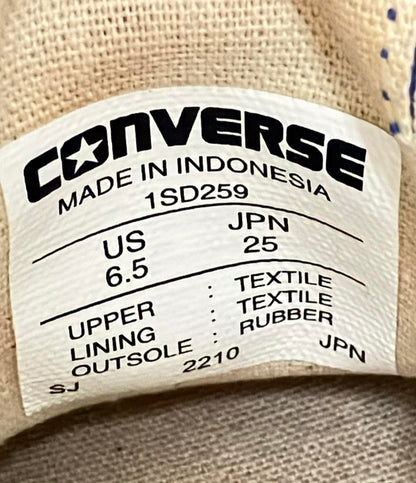 CONVERSE
MADE IN INDONESIA
1SD259
US JPN
6.5 25
UPPER : TEXTILE
LINING : TEXTILE
OUTSOLE : RUBBER
SJ 2210 JPN